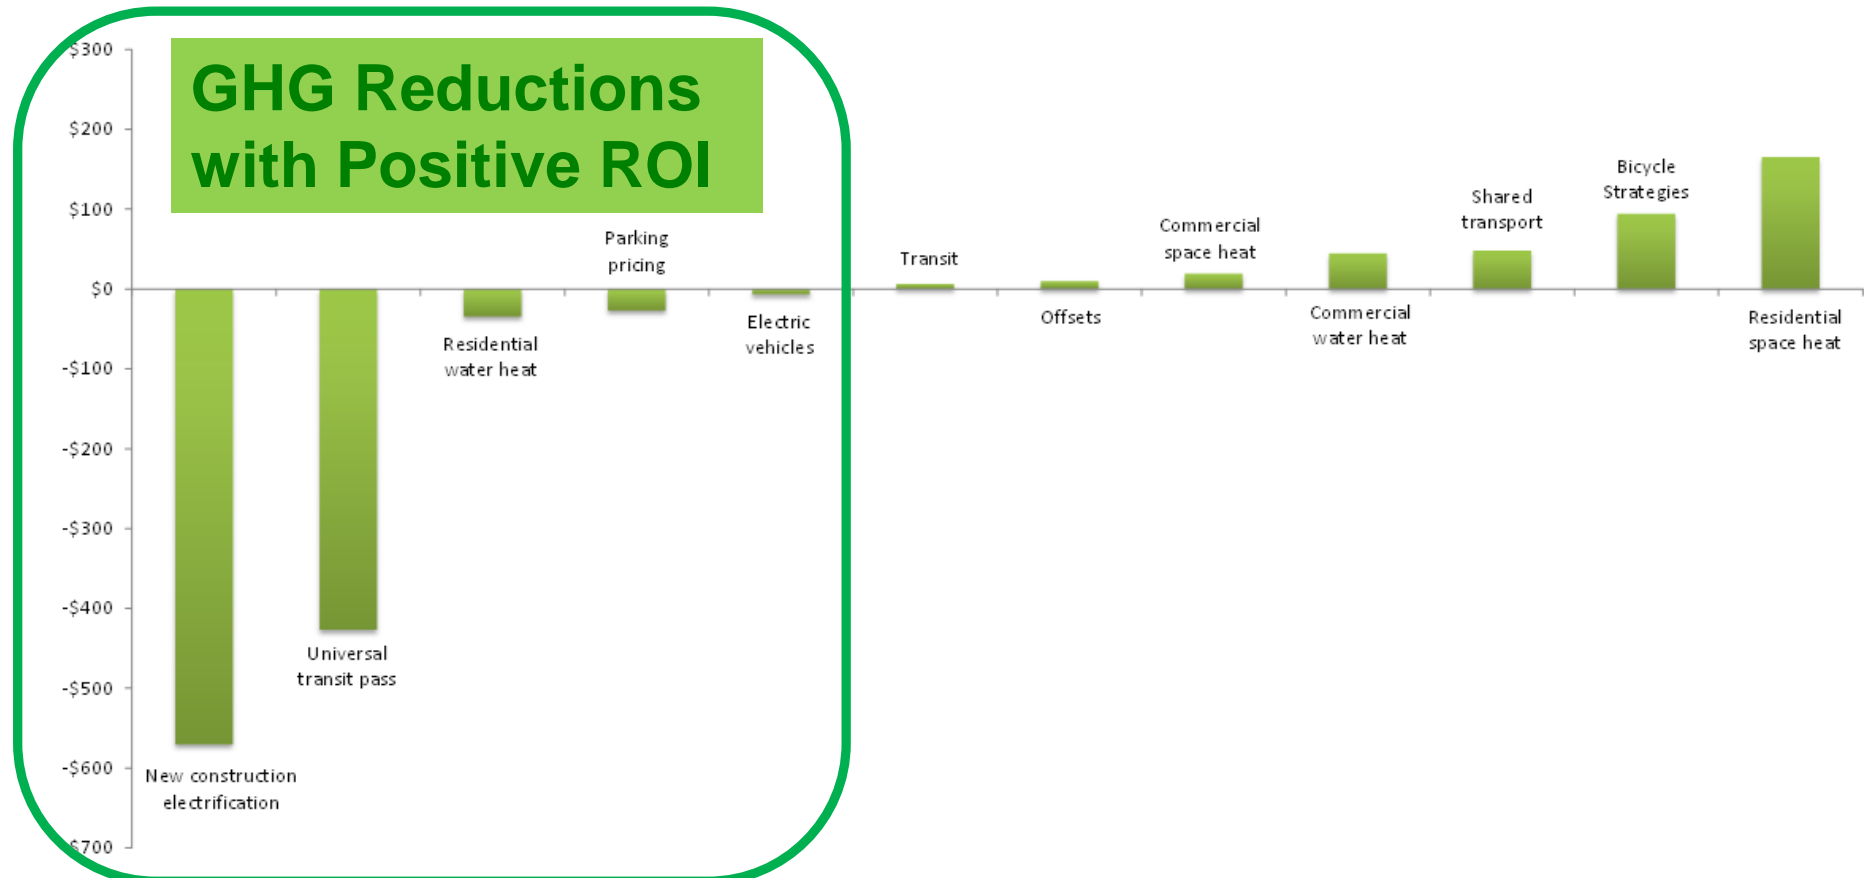 GHG Reductions
with Positive ROI
$300
$200
$100
$0
-$100
-$200
-$300
-$400
-$500
-$600
-$700
New construction
electrification
Universal
transit pass
Residential
water heat
Parking
pricing
Electric
vehicles
Transit
Offsets
Commercial
space heat
Commercial
water heat
Shared
transport
Bicycle
Strategies
Residential
space heat